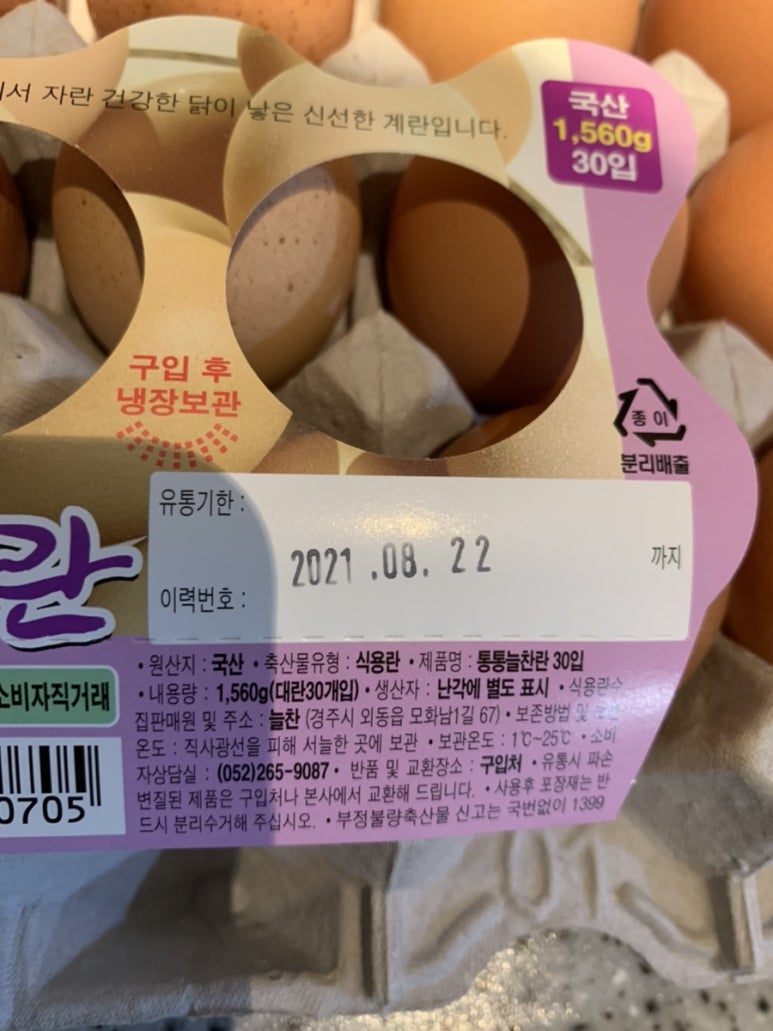 서 자란 건강한 닭이 낳은 신선한 계란입니다.
국산
1,560g
30입
구입 후
냉장보관
종이
분리배출
유통기한 :
2021.08.22
까지
이력번호 :
란
소비자직거래
0705
• 원산지 : 국산 • 축산물유형 : 식용란 • 제품명 : 통통늘찬란 30입
• 내용량 : 1,560g(대란30개입) • 생산자 : 난각에 별도 표시 • 식용란수
집판매원 및 주소 : 늘찬 (경주시 외동읍 모화남1길 67) • 보존방법 및
온도 : 직사광선을 피해 서늘한 곳에 보관 • 보관온도 : 1℃~25℃ • 소비
자상담실 : (052)265-9087 • 반품 및 교환장소 : 구입처 • 유통시 파손
변질된 제품은 구입처나 본사에서 교환해 드립니다. • 사용후 포장재는 반
드시 분리수거해 주십시오. • 부정불량축산물 신고는 국번없이 1399